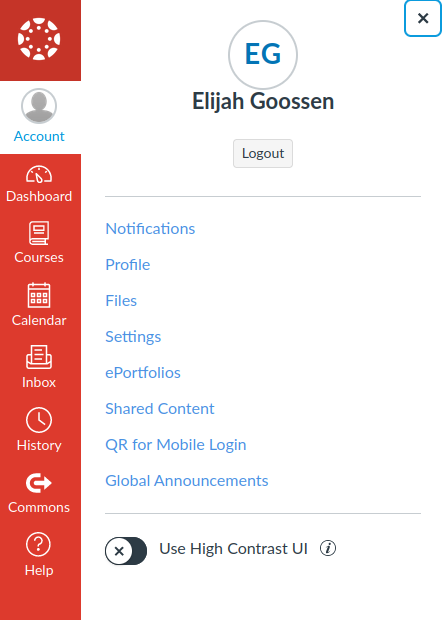 EG
Elijah Goossen
Logout
Account
Dashboard
Courses
Calendar
Inbox
History
Commons
Help
Notifications
Profile
Files
Settings
ePortfolios
Shared Content
QR for Mobile Login
Global Announcements
Use High Contrast UI